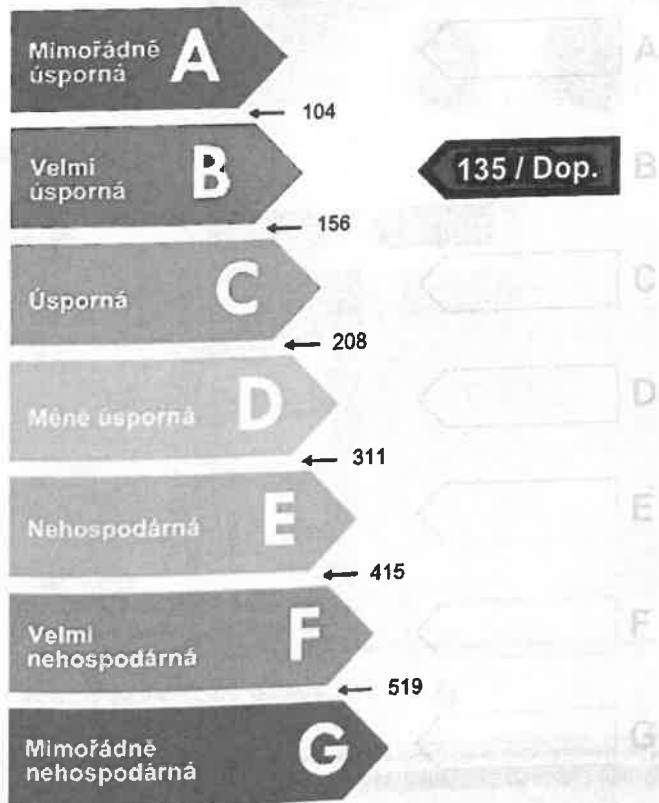 Mimořádně
úsporná
A
A
104
Velmi
úsporná
B
135 / Dop.
B
156
Úsporná
C
C
208
Méně úsporná
D
D
311
Nehospodárná
E
E
415
Velmi
nehospodárná
F
F
519
Mimořádně
nehospodárná
G
G